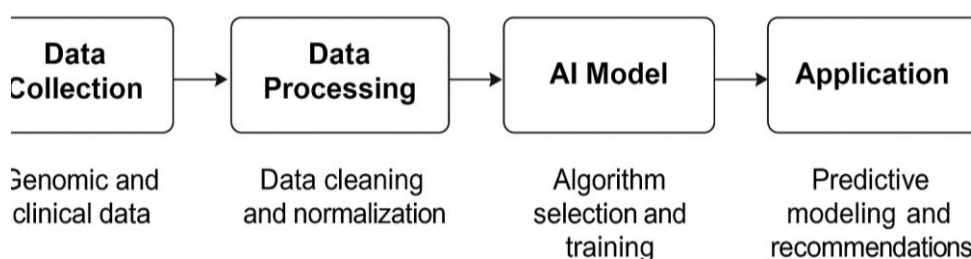 Data
Collection
Data
Processing
AI Model
Application
Genomic and
clinical data
Data cleaning
and normalization
Algorithm
selection and
training
Predictive
modeling and
recommendations